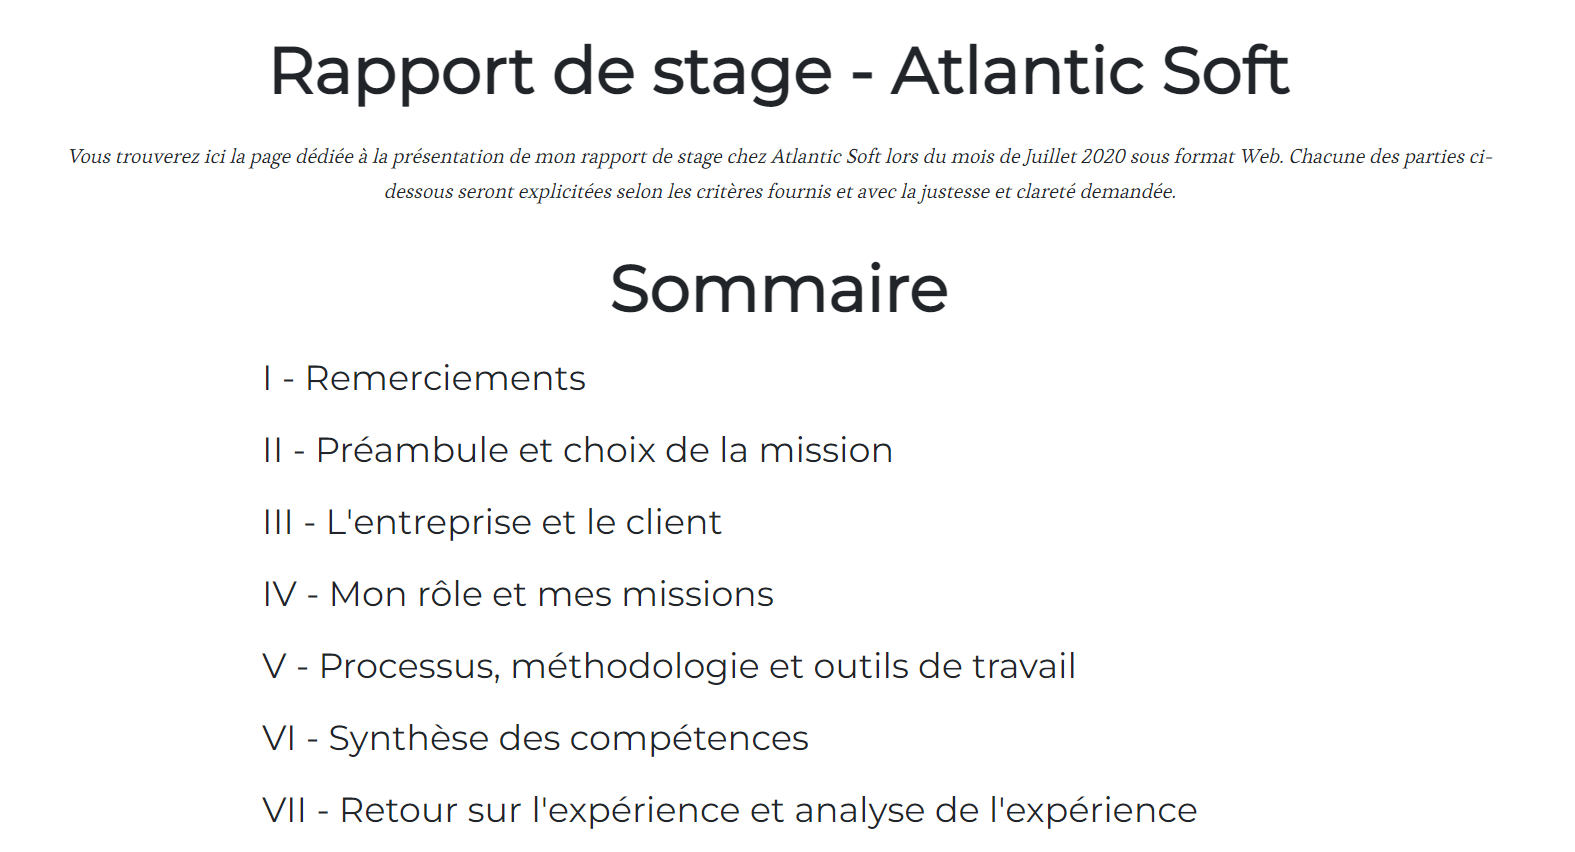 Rapport de stage - Atlantic Soft
Vous trouverez ici la page dédiée à la présentation de mon rapport de stage chez Atlantic Soft lors du mois de Juillet 2020 sous format Web. Chacune des parties ci-
dessous seront explicitées selon les critères fournis et avec la justesse et clareté demandée.
Sommaire
I - Remerciements
II - Préambule et choix de la mission
III - L'entreprise et le client
IV - Mon rôle et mes missions
V - Processus, méthodologie et outils de travail
VI - Synthèse des compétences
VII - Retour sur l'expérience et analyse de l'expérience